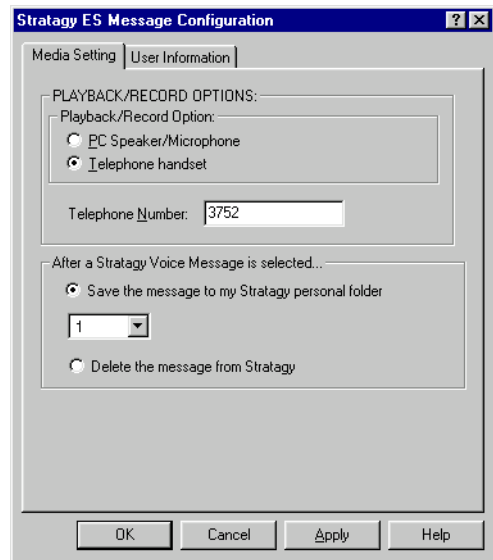 Stratagy ES Message Configuration
Media Setting
User Information
PLAYBACK/RECORD OPTIONS:
Playback/Record Option:
PC Speaker/Microphone
Telephone handset
Telephone Number: 3752
After a Stratagy Voice Message is selected...
Save the message to my Stratagy personal folder
1
Delete the message from Stratagy
OK Cancel Apply Help